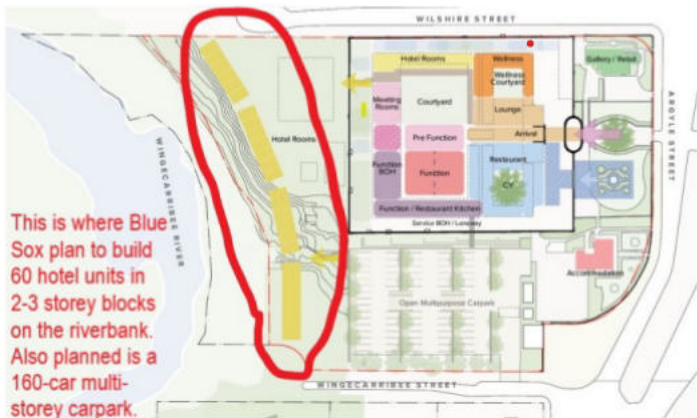 WILSHIRE STREET
Hotel Rooms
Wellness
Gallery / Retail
Wellness
Courtyard
Meeting
Rooms
Courtyard
Lounge
ARGYLE STREET
Hotel Rooms
Pre Function
Arrival
WINGECARRIBEE RIVER
Function
BOH
Function
Restaurant
CY
Function / Restaurant Kitchen
Service BOH / Laneway
This is where Blue
Sox plan to build
60 hotel units in
2-3 storey blocks
on the riverbank.
Also planned is a
160-car multi-
storey carpark.
Accommodation
Open Multipurpose Carpark
WINGECARRIBEE STREET